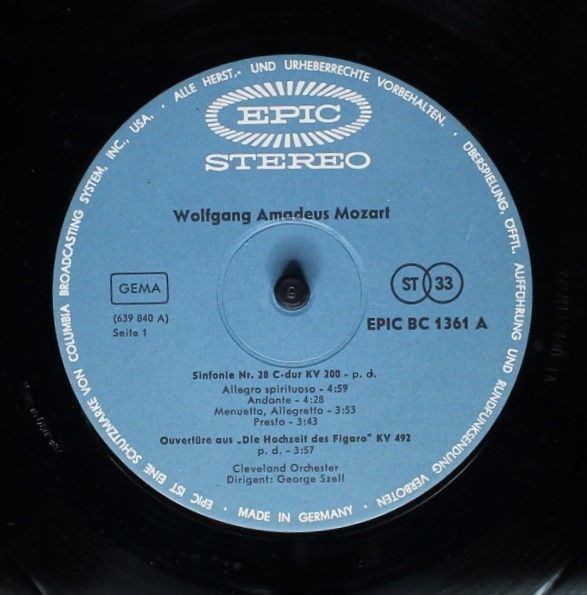 EPIC IST EINE SCHUTZMARKE VON COLUMBIA BROADCASTING SYSTEM, INC., USA. · ALLE HERST.- UND URHEBERRECHTE VORBEHALTEN. · ÜBERSPIELUNG, ÖFFTL. AUFFÜHRUNG UND RUNDFUNKSENDUNG VERBOTEN · MADE IN GERMANY ·
EPIC
STEREO
Wolfgang Amadeus Mozart
GEMA
ST 33
(639 840 A)
Seite 1
EPIC BC 1361 A
Sinfonie Nr. 28 C-dur KV 200 - p. d.
Allegro spirituoso - 4:59
Andante - 4:28
Menuetto, Allegretto - 3:53
Presto - 3:43
Ouvertüre aus „Die Hochzeit des Figaro" KV 492
p. d. - 3:57
Cleveland Orchester
Dirigent: George Szell